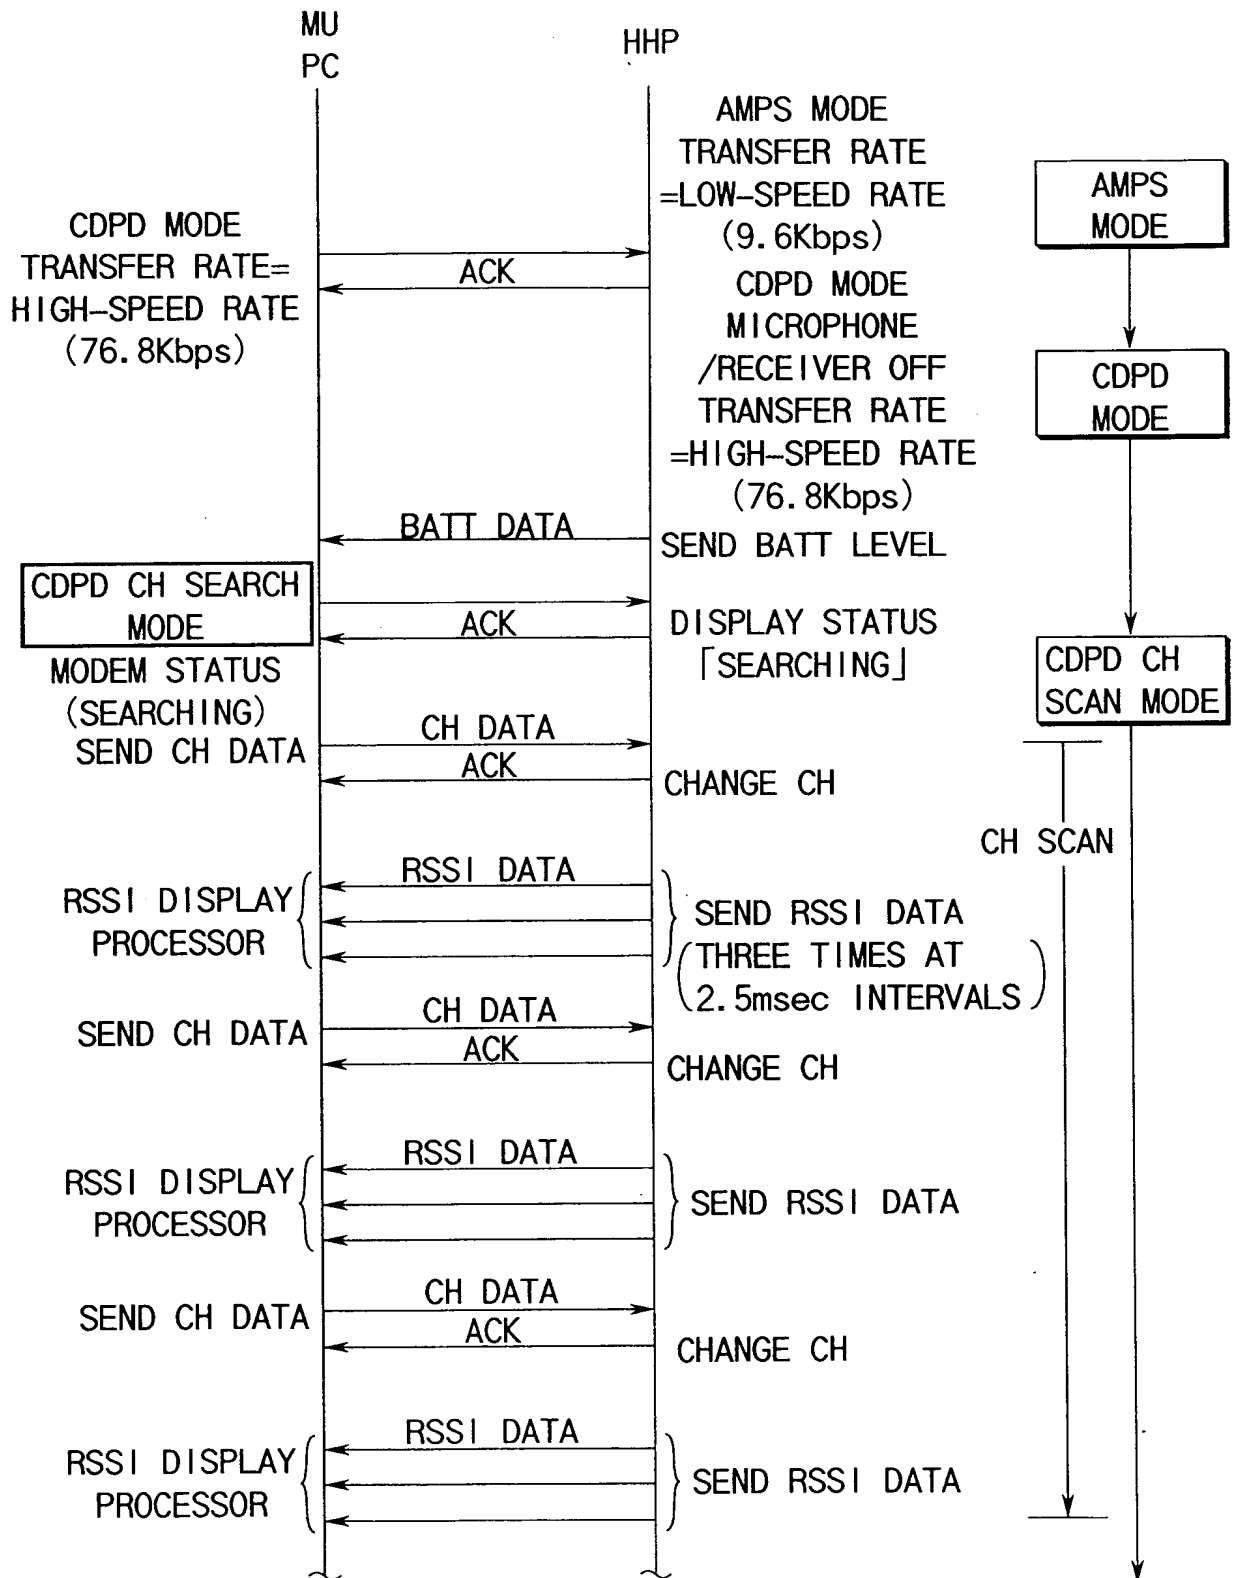 MU
PC
HHP
AMPS MODE
TRANSFER RATE
=LOW-SPEED RATE
(9.6Kbps)
AMPS
MODE
CDPD MODE
TRANSFER RATE=
HIGH-SPEED RATE
(76.8Kbps)
ACK
CDPD MODE
MICROPHONE
/RECEIVER OFF
TRANSFER RATE
=HIGH-SPEED RATE
(76.8Kbps)
CDPD
MODE
BATT DATA
SEND BATT LEVEL
CDPD CH SEARCH
MODE
ACK
DISPLAY STATUS
「SEARCHING」
MODEM STATUS
(SEARCHING)
CDPD CH
SCAN MODE
SEND CH DATA
CH DATA
ACK
CHANGE CH
CH SCAN
RSSI DATA
RSSI DISPLAY
PROCESSOR
SEND RSSI DATA
(THREE TIMES AT
2.5msec INTERVALS)
SEND CH DATA
CH DATA
ACK
CHANGE CH
RSSI DATA
RSSI DISPLAY
PROCESSOR
SEND RSSI DATA
SEND CH DATA
CH DATA
ACK
CHANGE CH
RSSI DATA
RSSI DISPLAY
PROCESSOR
SEND RSSI DATA